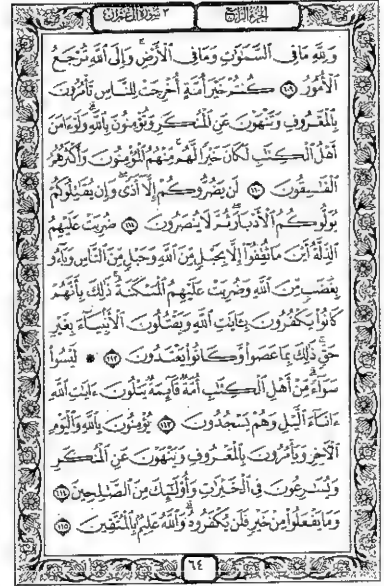 الجزء الرابع ٣ سورة آل عمران
وَلِلَّهِ مَا فِي السَّمَٰوَٰتِ وَمَا فِي الْأَرْضِ ۚ وَإِلَى اللَّهِ تُرْجَعُ
الْأُمُورُ ١٠٩ كُنتُمْ خَيْرَ أُمَّةٍ أُخْرِجَتْ لِلنَّاسِ تَأْمُرُونَ
بِالْمَعْرُوفِ وَتَنْهَوْنَ عَنِ الْمُنكَرِ وَتُؤْمِنُونَ بِاللَّهِ ۗ وَلَوْ ءَامَنَ
أَهْلُ الْكِتَٰبِ لَكَانَ خَيْرًا لَّهُم ۚ مِّنْهُمُ الْمُؤْمِنُونَ وَأَكْثَرُهُمُ
الْفَٰسِقُونَ ١١٠ لَن يَضُرُّوكُمْ إِلَّا أَذًى ۖ وَإِن يُقَٰتِلُوكُمْ
يُوَلُّوكُمُ الْأَدْبَارَ ثُمَّ لَا يُنصَرُونَ ١١١ ضُرِبَتْ عَلَيْهِمُ
الذِّلَّةُ أَيْنَ مَا ثُقِفُوا إِلَّا بِحَبْلٍ مِّنَ اللَّهِ وَحَبْلٍ مِّنَ النَّاسِ وَبَآءُو
بِغَضَبٍ مِّنَ اللَّهِ وَضُرِبَتْ عَلَيْهِمُ الْمَسْكَنَةُ ۚ ذَٰلِكَ بِأَنَّهُمْ
كَانُوا يَكْفُرُونَ بِـَٔايَٰتِ اللَّهِ وَيَقْتُلُونَ الْأَنۢبِيَآءَ بِغَيْرِ
حَقٍّ ۚ ذَٰلِكَ بِمَا عَصَوا وَّكَانُوا يَعْتَدُونَ ١١٢ ۞ لَيْسُوا
سَوَآءً ۗ مِّنْ أَهْلِ الْكِتَٰبِ أُمَّةٌ قَآئِمَةٌ يَتْلُونَ ءَايَٰتِ اللَّهِ
ءَانَآءَ الَّيْلِ وَهُمْ يَسْجُدُونَ ١١٣ يُؤْمِنُونَ بِاللَّهِ وَالْيَوْمِ
الْءَاخِرِ وَيَأْمُرُونَ بِالْمَعْرُوفِ وَيَنْهَوْنَ عَنِ الْمُنكَرِ
وَيُسَٰرِعُونَ فِي الْخَيْرَٰتِ وَأُولَٰٓئِكَ مِنَ الصَّٰلِحِينَ ١١٤
وَمَا يَفْعَلُوا مِنْ خَيْرٍ فَلَن يُكْفَرُوهُ ۗ وَاللَّهُ عَلِيمٌۢ بِالْمُتَّقِينَ ١١٥
٦٤